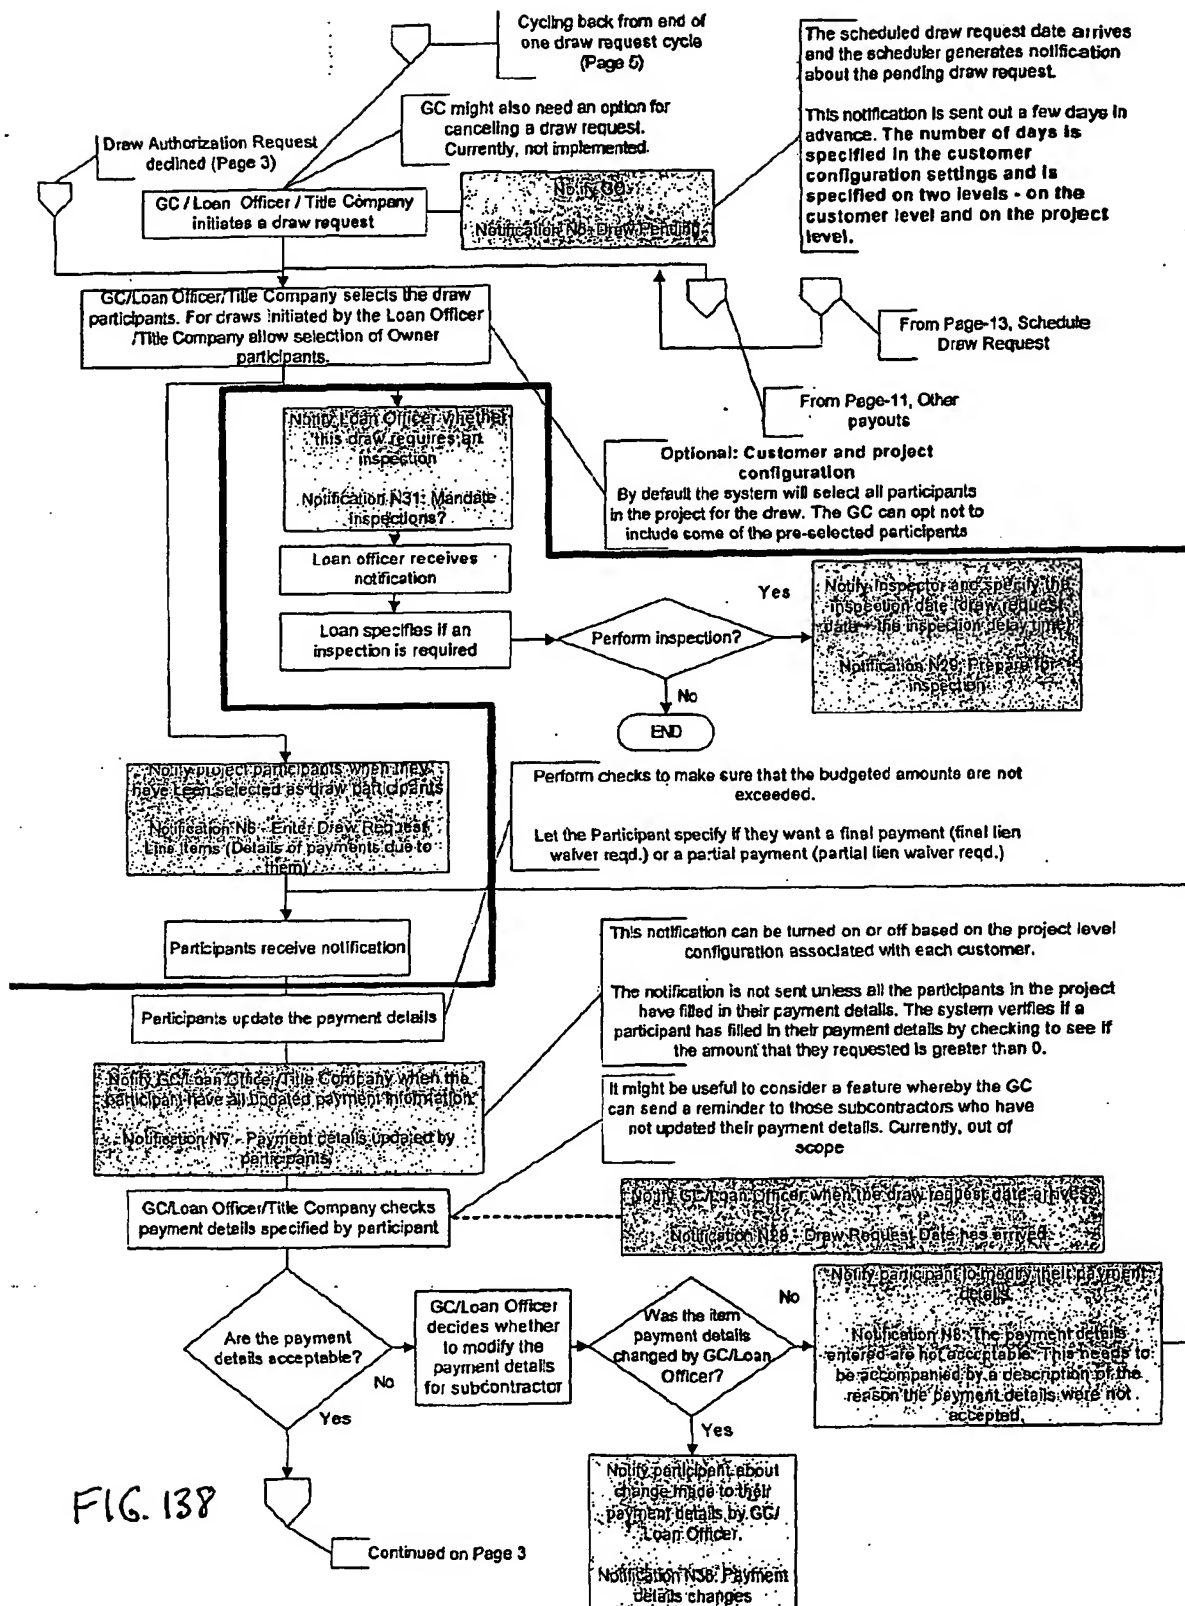 Cycling back from end of
one draw request cycle
(Page 5)
The scheduled draw request date arrives
and the scheduler generates notification
about the pending draw request.
This notification is sent out a few days in
advance. The number of days is
specified in the customer
configuration settings and is
specified on two levels - on the
customer level and on the project
level.
GC might also need an option for
canceling a draw request.
Currently, not implemented.
Draw Authorization Request
declined (Page 3)
GC / Loan Officer / Title Company
initiates a draw request
Notify GC
Notification N5- Draw Pending
GC/Loan Officer/Title Company selects the draw
participants. For draws initiated by the Loan Officer
/Title Company allow selection of Owner
participants.
From Page-13, Schedule
Draw Request
From Page-11, Other
payouts
Notify Loan Officer whether
this draw requires an
inspection
Notification N31: Mandate
inspections?
Optional: Customer and project
configuration
By default the system will select all participants
in the project for the draw. The GC can opt not to
include some of the pre-selected participants
Loan officer receives
notification
Loan specifies if an
inspection is required
Perform inspection?
Yes
Notify Inspector and specify the
inspection date (draw request
date + the inspection delay time)
Notification N29: Prepare for
inspection
No
END
Notify project participants when they
have been selected as draw participants
Notification N6 - Enter Draw Request
Line Items (Details of payments due to
them)
Perform checks to make sure that the budgeted amounts are not
exceeded.
Let the Participant specify if they want a final payment (final lien
waiver reqd.) or a partial payment (partial lien waiver reqd.)
Participants receive notification
This notification can be turned on or off based on the project level
configuration associated with each customer.
The notification is not sent unless all the participants in the project
have filled in their payment details. The system verifies if a
participant has filled in their payment details by checking to see if
the amount that they requested is greater than 0.
Participants update the payment details
Notify GC/Loan Officer/Title Company when the
participant have all updated payment information
Notification N7 - Payment details updated by
participants
It might be useful to consider a feature whereby the GC
can send a reminder to those subcontractors who have
not updated their payment details. Currently, out of
scope
GC/Loan Officer/Title Company checks
payment details specified by participant
Notify GC/Loan Officer when the draw request date arrives
Notification N28 - Draw Request Date has arrived
Are the payment
details acceptable?
No
Yes
GC/Loan Officer
decides whether
to modify the
payment details
for subcontractor
Was the item
payment details
changed by GC/Loan
Officer?
No
Yes
Notify participant to modify their payment
details
Notification N8: The payment details
entered are not acceptable. This needs to
be accompanied by a description of the
reason the payment details were not
accepted.
Notify participant about
change made to their
payment details by GC/
Loan Officer.
Notification N36: Payment
details changes
FIG. 138
Continued on Page 3